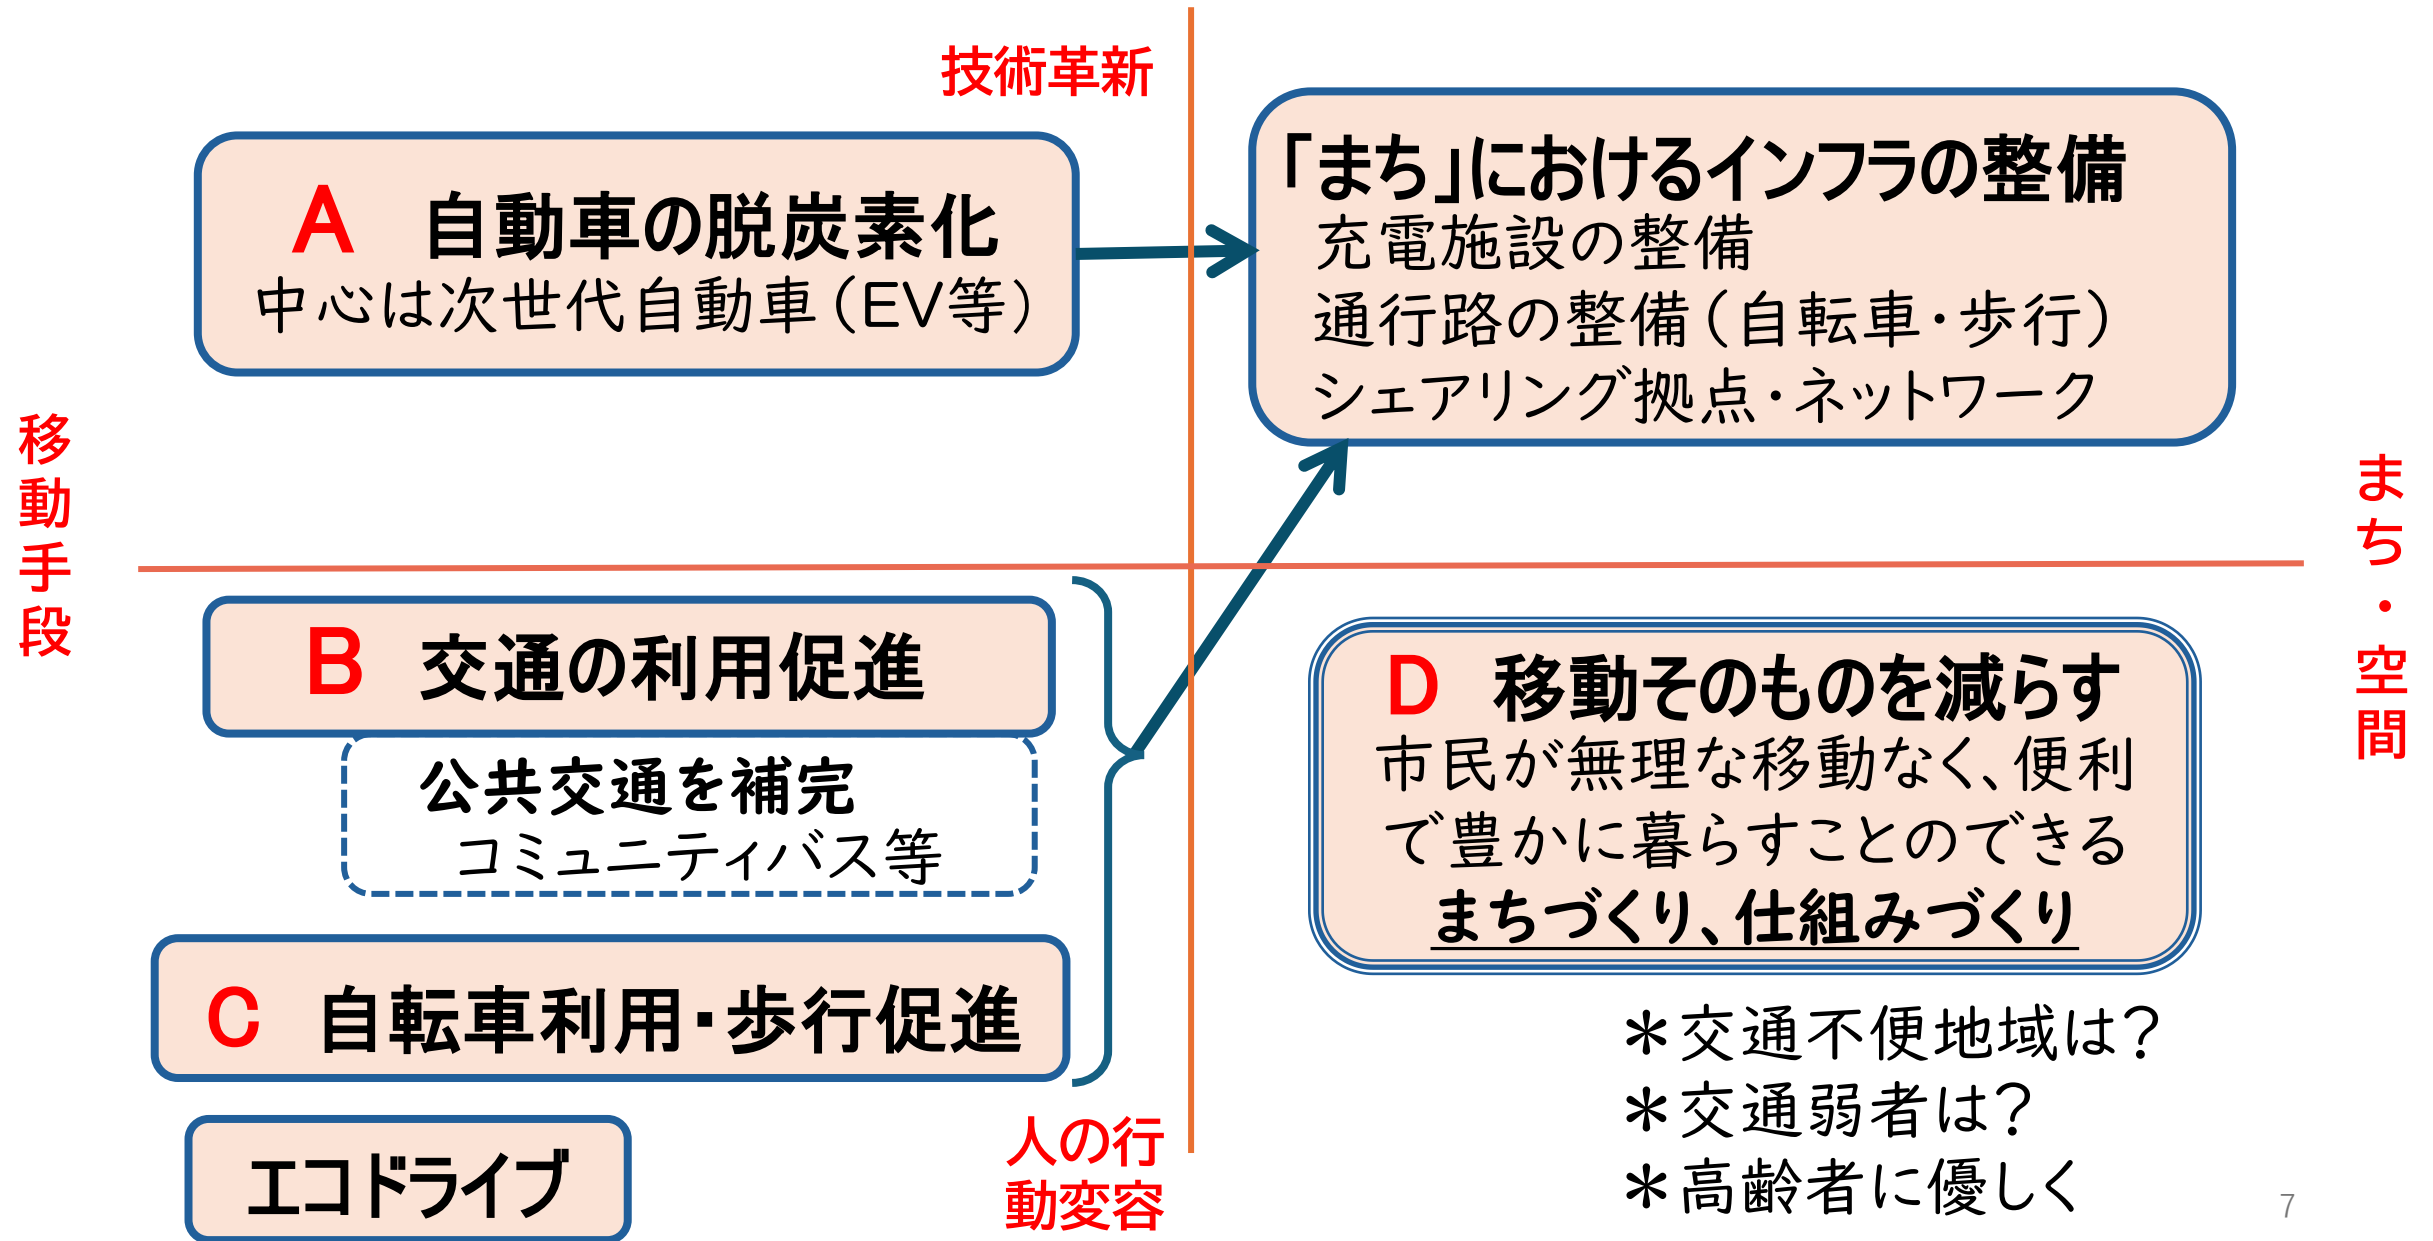 技術革新
A 自動車の脱炭素化
中心は次世代自動車(EV等)
「まち」におけるインフラの整備
充電施設の整備
通行路の整備(自転車・歩行)
シェアリング拠点・ネットワーク
移動手段
まち・空間
B 交通の利用促進
公共交通を補完
コミュニティバス等
C 自転車利用・歩行促進
エコドライブ
人の行
動変容
D 移動そのものを減らす
市民が無理な移動なく、便利
で豊かに暮らすことのできる
まちづくり、仕組みづくり
＊交通不便地域は？
＊交通弱者は？
＊高齢者に優しく
7